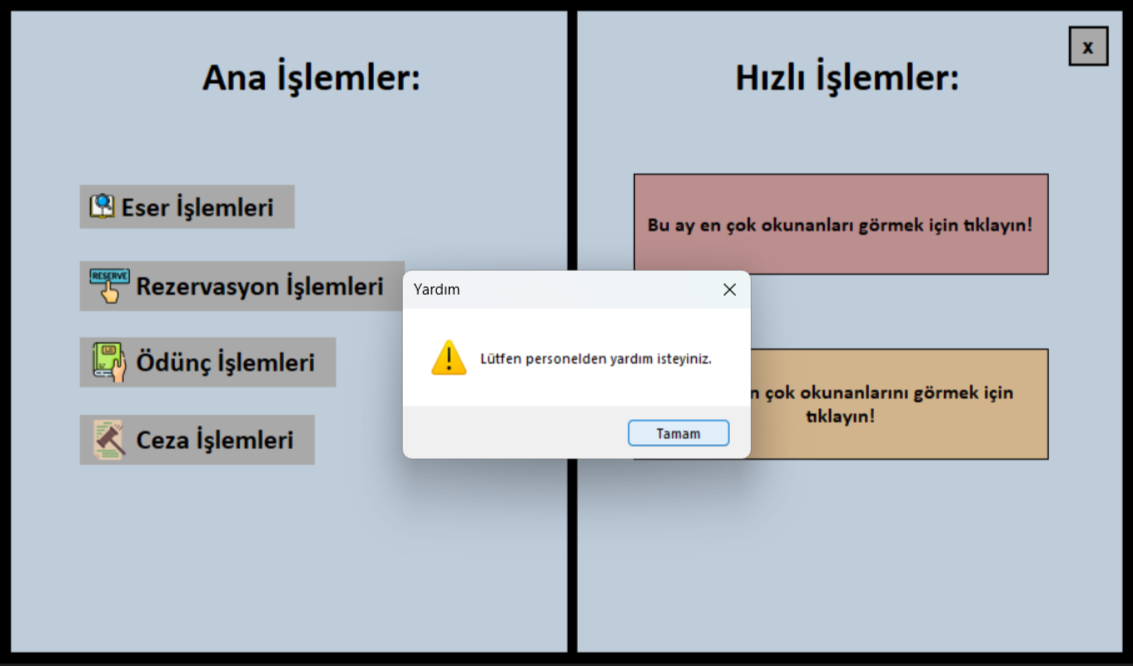 Ana İşlemler:
Eser İşlemleri
RESERVE
Rezervasyon İşlemleri
Ödünç İşlemleri
Ceza İşlemleri
Hızlı İşlemler:
x
Bu ay en çok okunanları görmek için tıklayın!
çok okunanlarını görmek için
tıklayın!
Yardım
Lütfen personelden yardım isteyiniz.
Tamam